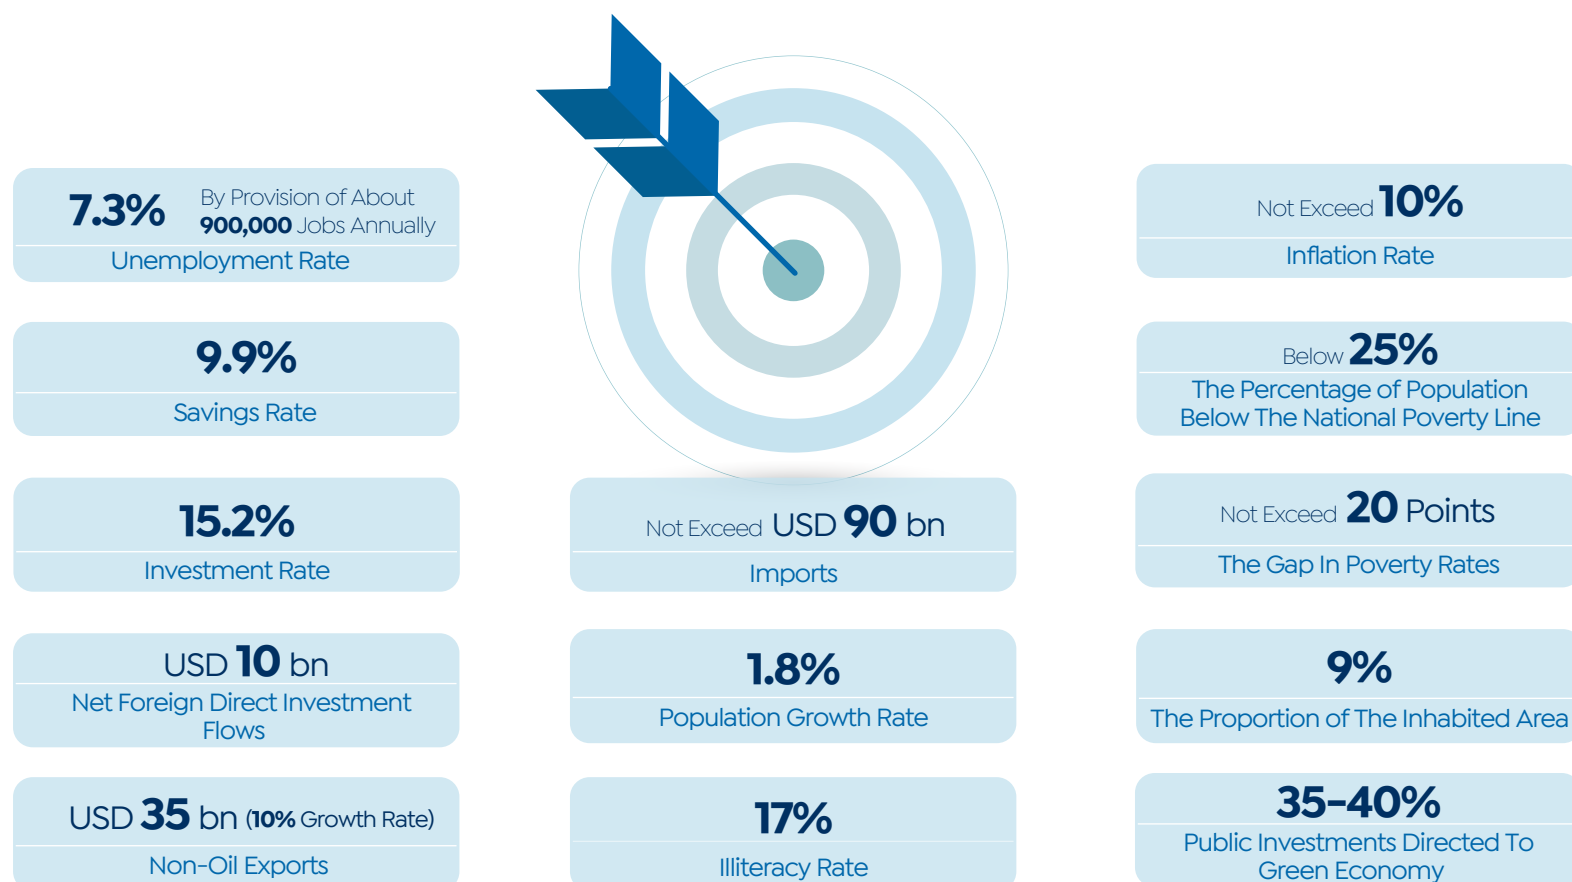 7.3%
By Provision of About
900,000 Jobs Annually
Unemployment Rate
9.9%
Savings Rate
15.2%
Investment Rate
USD 10 bn
Net Foreign Direct Investment
Flows
USD 35 bn (10% Growth Rate)
Non-Oil Exports
Not Exceed USD 90 bn
Imports
1.8%
Population Growth Rate
17%
Illiteracy Rate
Not Exceed 10%
Inflation Rate
Below 25%
The Percentage of Population
Below The National Poverty Line
Not Exceed 20 Points
The Gap In Poverty Rates
9%
The Proportion of The Inhabited Area
35-40%
Public Investments Directed To
Green Economy